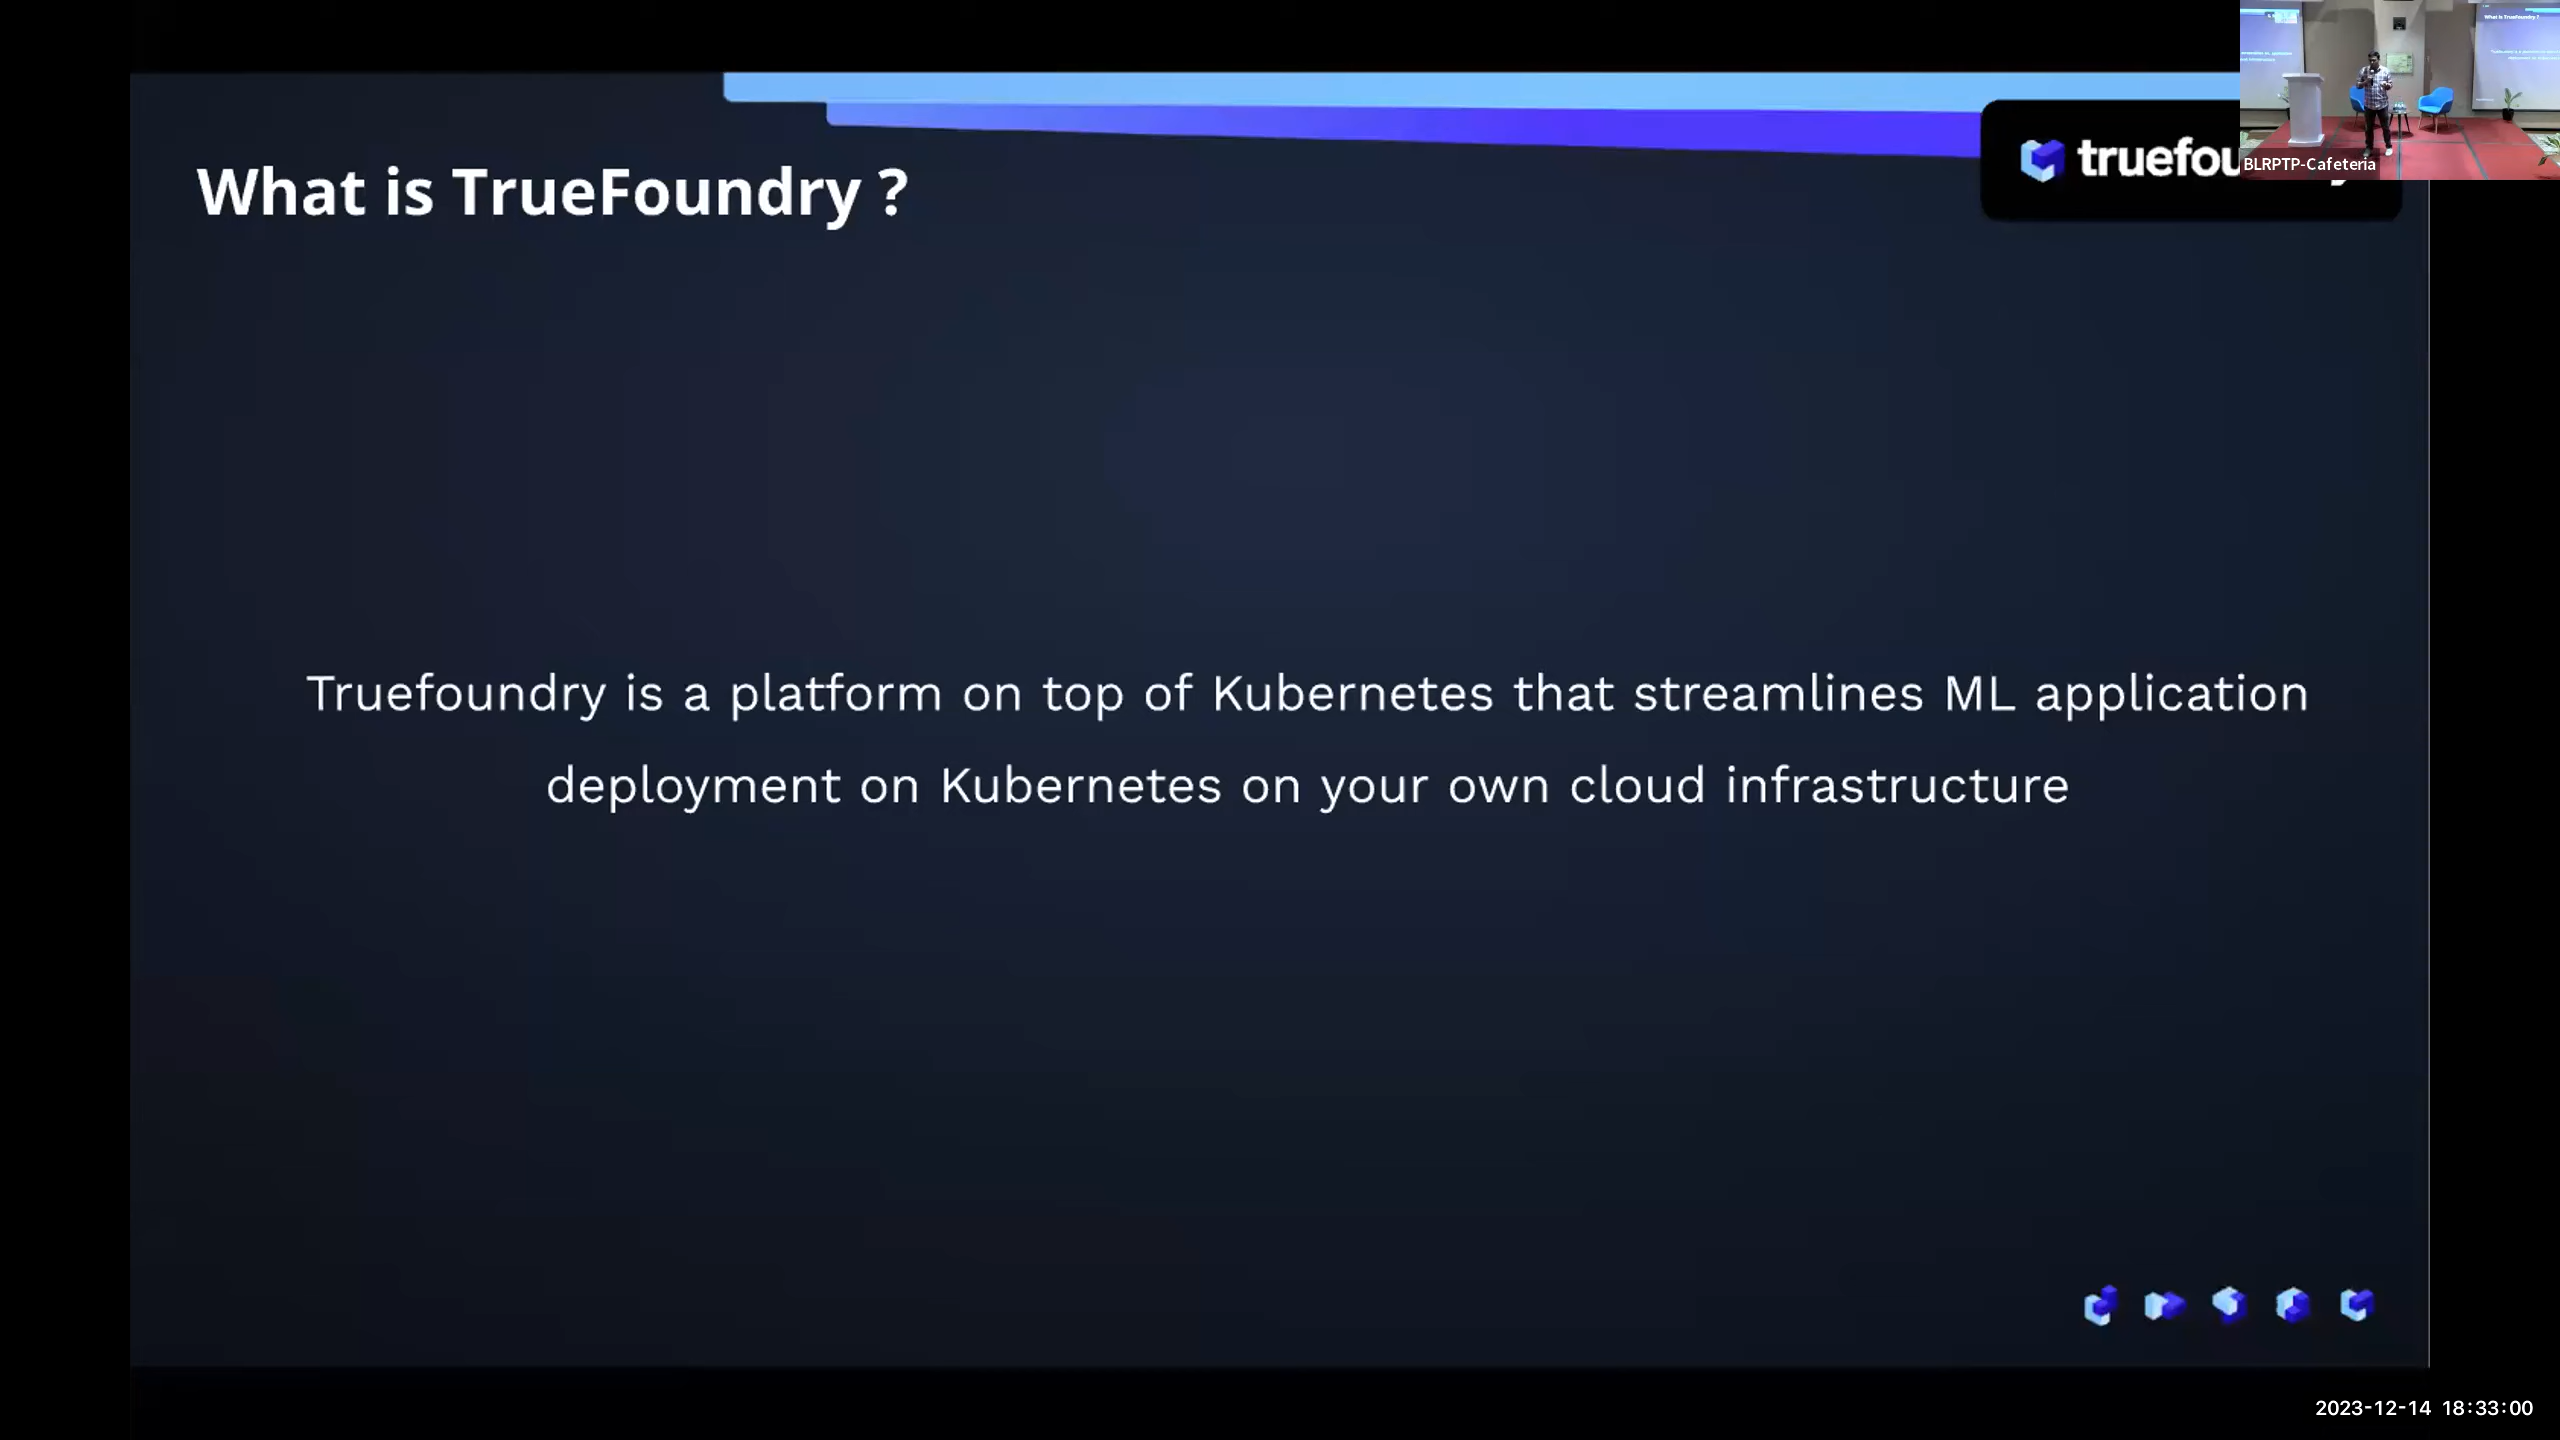 What is TrueFoundry ?
truefou
BLRPTP-Cafeteria
Truefoundry is a platform on top of Kubernetes that streamlines ML application
deployment on Kubernetes on your own cloud infrastructure
2023-12-14 18:33:00